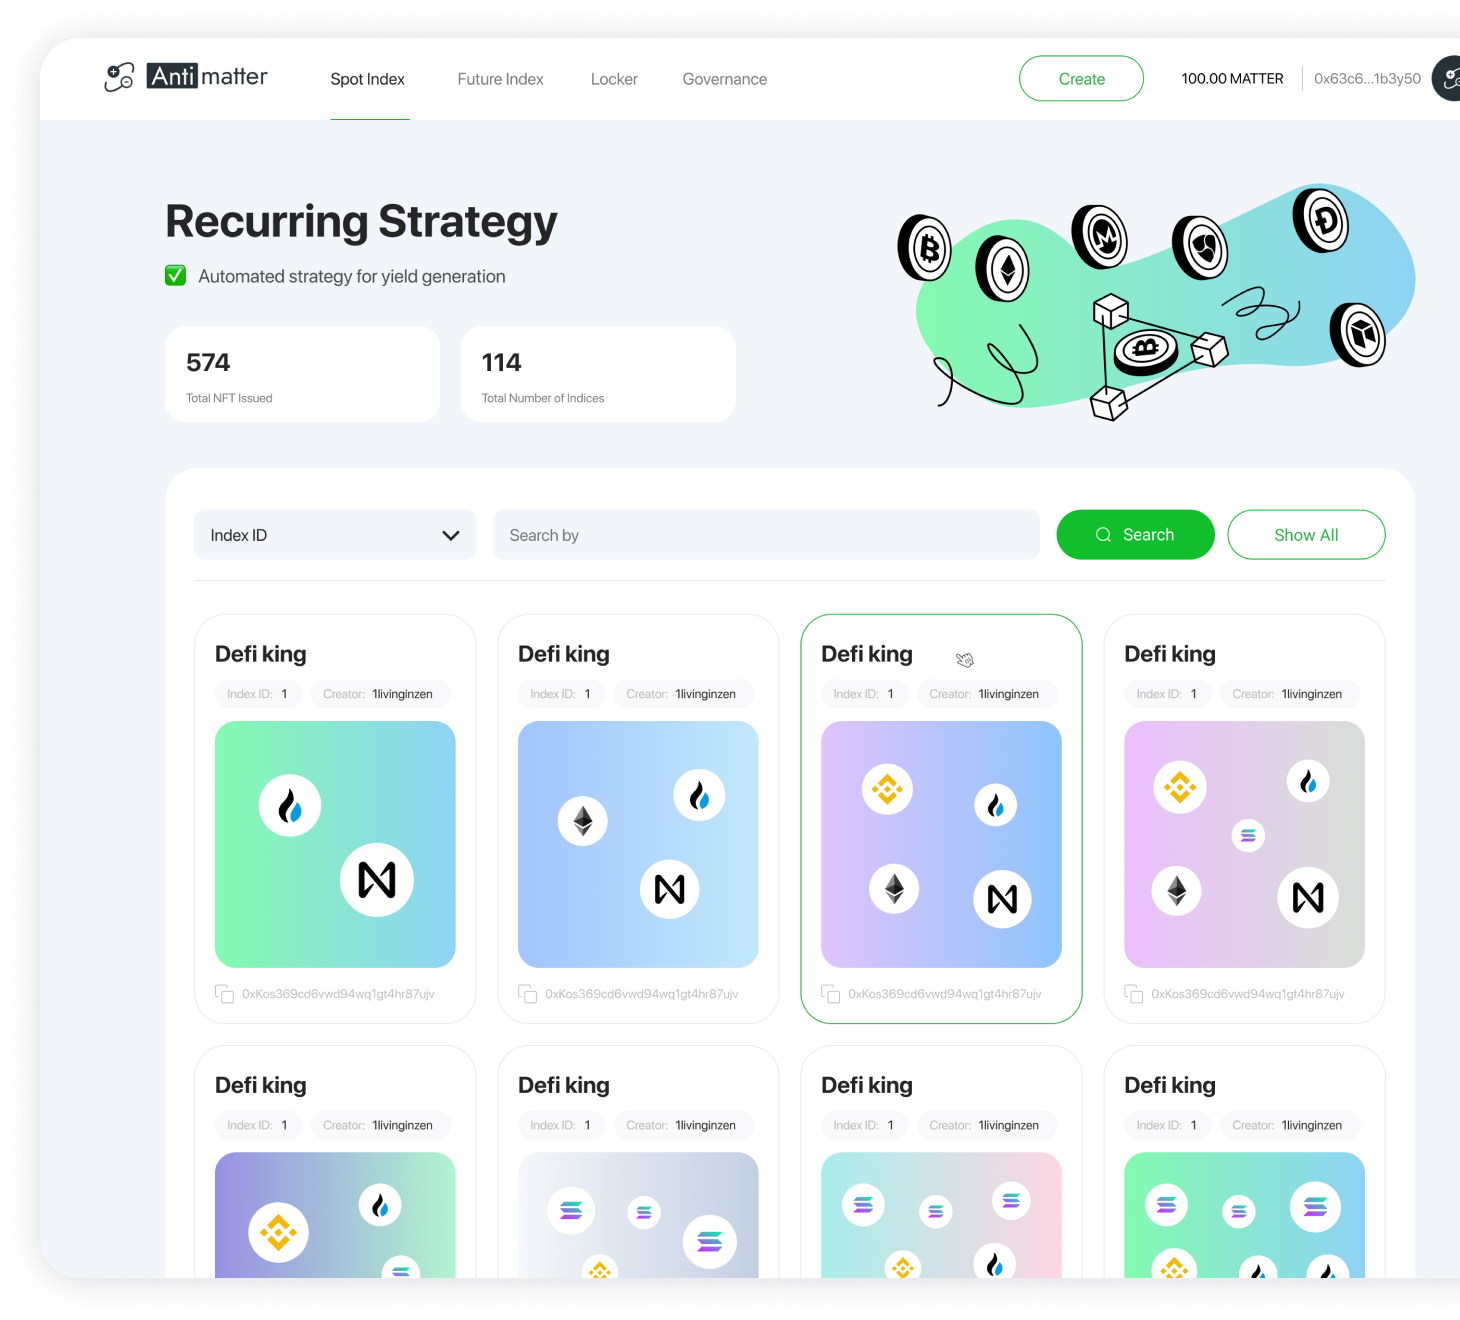 Antimatter Spot Index Future Index Locker Governance Create 100.00 MATTER 0x63c6...1b3y50
Recurring Strategy
Automated strategy for yield generation
574 114
Total NFT Issued Total Number of Indices
Index ID Search by Search Show All
Defi king Defi king Defi king Defi king
Index ID: 1 Creator: 1livinginzen Index ID: 1 Creator: 1livinginzen Index ID: 1 Creator: 1livinginzen Index ID: 1 Creator: 1livinginzen
0xKos369cd6vwd94wq1gt4hr87ujv 0xKos369cd6vwd94wq1gt4hr87ujv 0xKos369cd6vwd94wq1gt4hr87ujv 0xKos369cd6vwd94wq1gt4hr87ujv
Defi king Defi king Defi king Defi king
Index ID: 1 Creator: 1livinginzen Index ID: 1 Creator: 1livinginzen Index ID: 1 Creator: 1livinginzen Index ID: 1 Creator: 1livinginzen